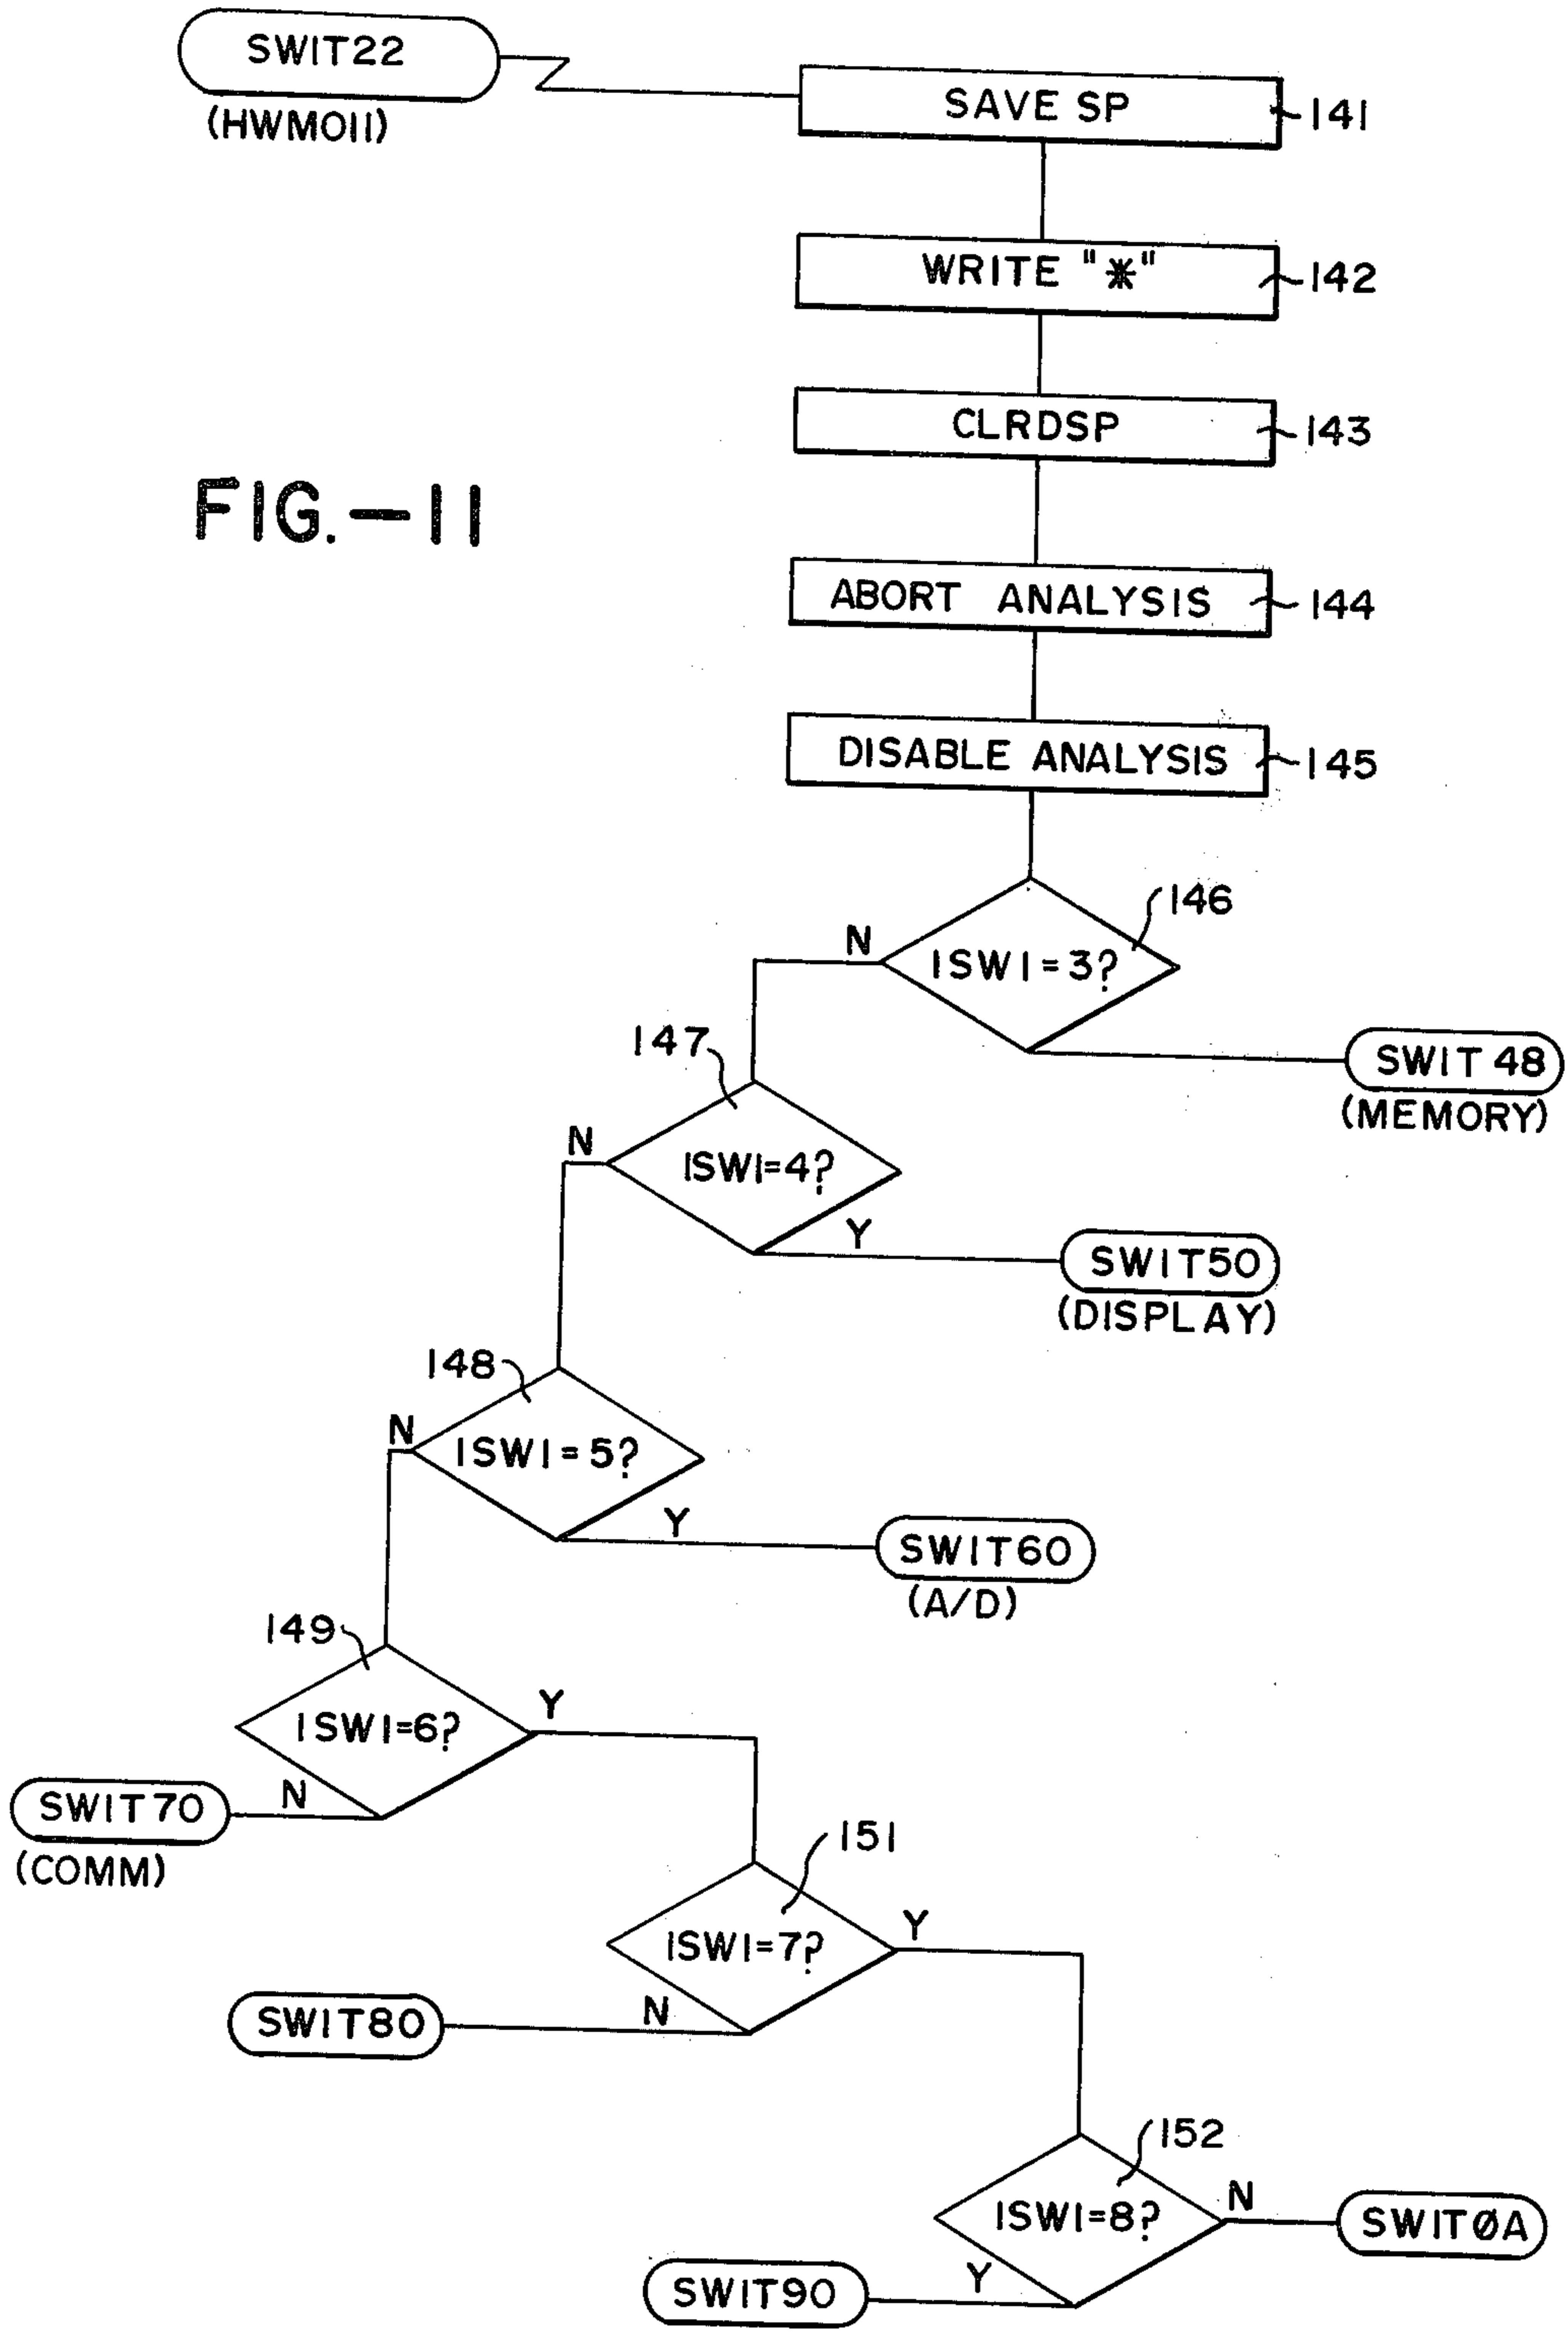 SWIT22
(HWMO11)
SAVE SP
141
WRITE "*"
142
CLRDSP
143
FIG.-11
ABORT ANALYSIS
144
DISABLE ANALYSIS
145
146
N
ISW1=3?
147
SWIT 48
(MEMORY)
N
ISW1=4?
Y
SWIT50
(DISPLAY)
148
N
ISW1=5?
Y
SWIT60
(A/D)
149
Y
ISW1=6?
N
SWIT70
(COMM)
151
Y
ISW1=7?
N
SWIT80
152
N
ISW1=8?
SWITØA
Y
SWIT90